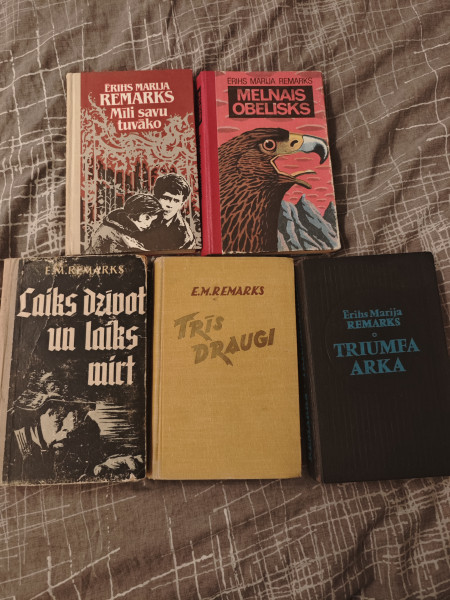 ĒRIHS MARIJA
REMARKS
Mīli savu
tuvāko
ĒRIHS MARIJA REMARKS
MELNAIS
OBELISKS
E.M.REMARKS
Laiks dzīvot
un laiks
mirt
E.M.REMARKS
TRĪS
DRAUGI
Ērihs Marija
REMARKS
TRIUMFA
ARKA